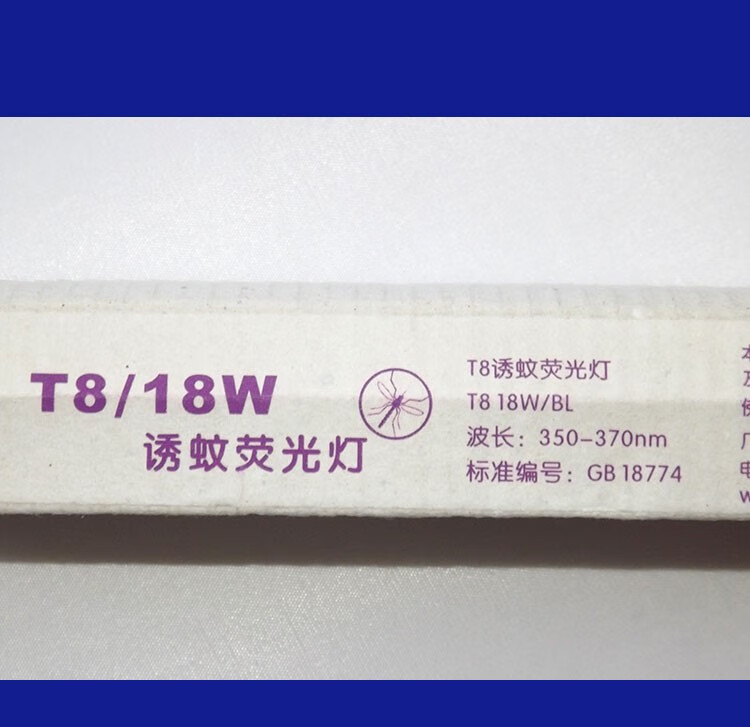 T8/18W
诱蚊荧光灯
T8诱蚊荧光灯
T8 18W/BL
波长：350-370nm
标准编号：GB 18774